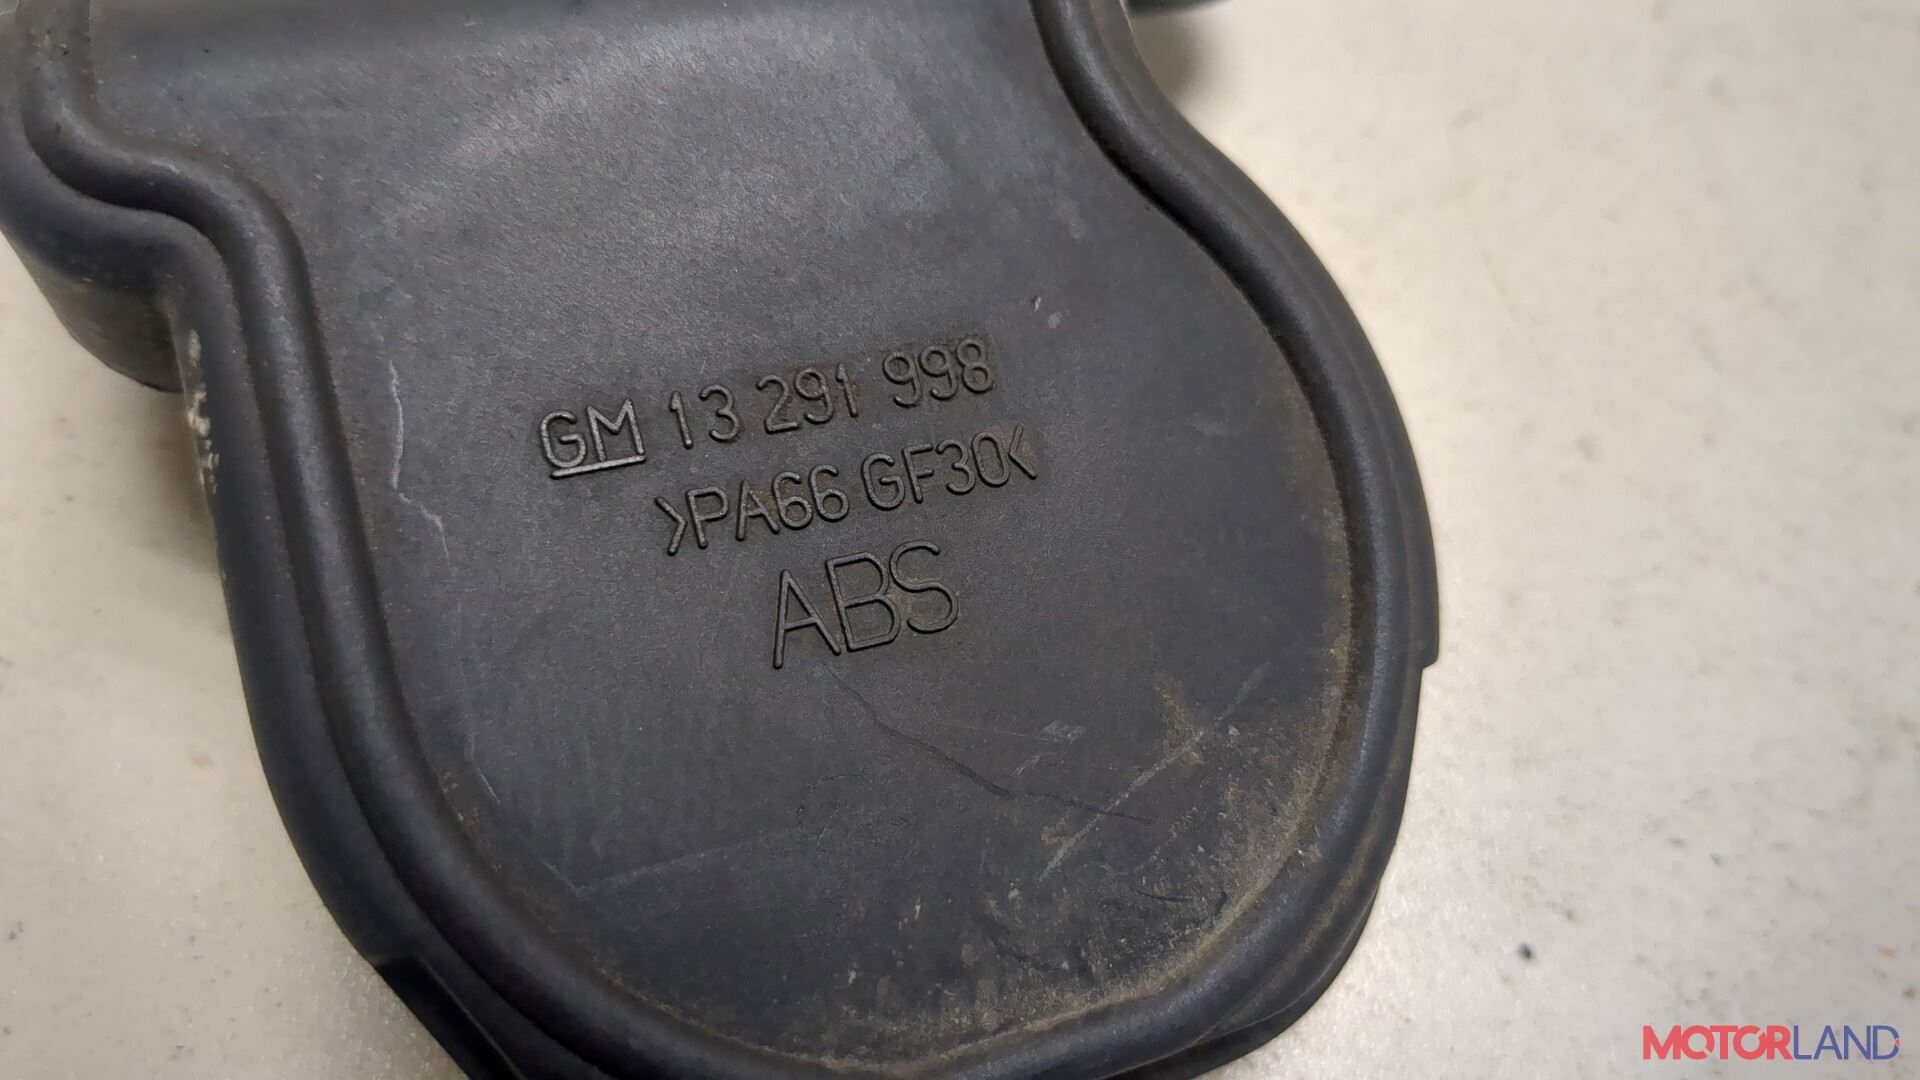 GM 13 291 998
>PA66 GF30<
ABS
MOTORLAND